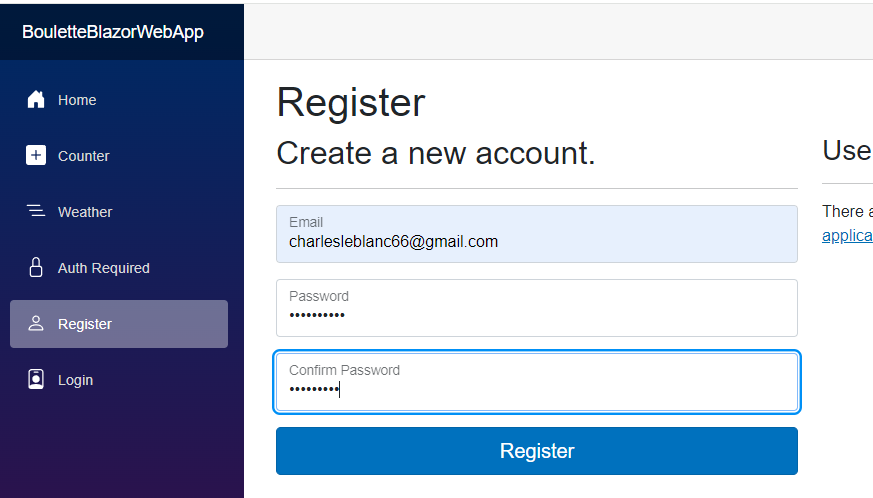 BouletteBlazorWebApp
Home
Counter
Weather
Auth Required
Register
Login
Register
Create a new account.
Email
charlesleblanc66@gmail.com
Password
••••••••••
Confirm Password
•••••••••
Register
Use
There a
applica